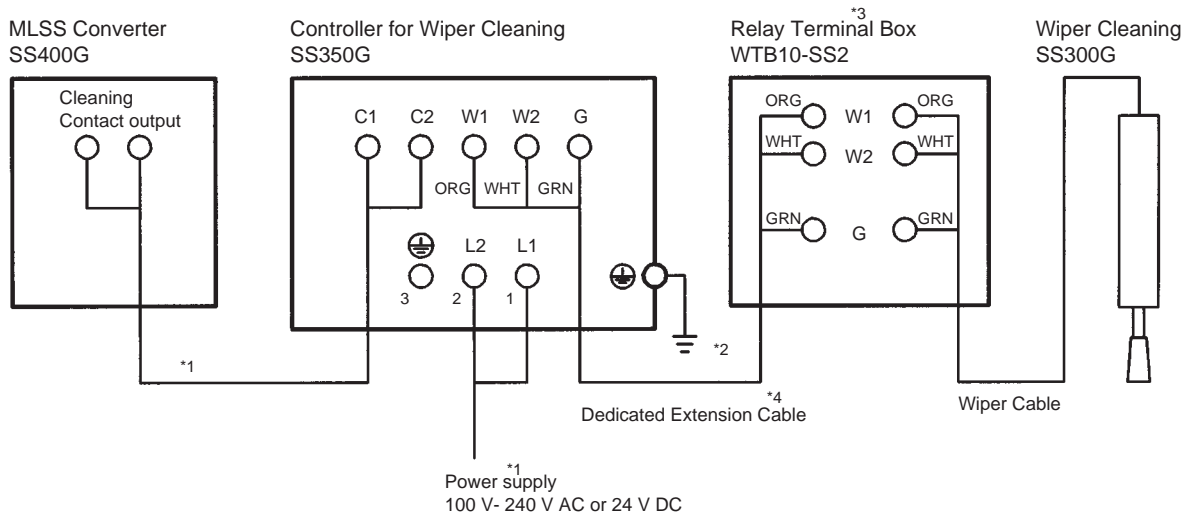 MLSS Converter
SS400G
Cleaning
Contact output
Controller for Wiper Cleaning
SS350G
C1 C2 W1 W2 G
ORG WHT GRN
L2 L1
3 2 1
*3
Relay Terminal Box
WTB10-SS2
ORG W1 ORG
WHT W2 WHT
GRN G GRN
Wiper Cleaning
SS300G
*1
*2
*4
Dedicated Extension Cable
Wiper Cable
*1
Power supply
100 V- 240 V AC or 24 V DC